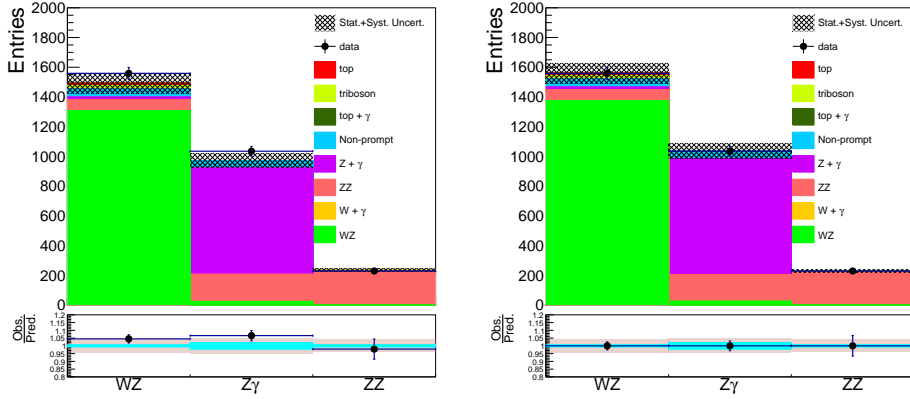 Entries
2000
1800
1600
1400
1200
1000
800
600
400
200
0
Stat.+Syst. Uncert.
data
top
triboson
top + γ
Non-prompt
Z + γ
ZZ
W + γ
WZ
Obs.
Pred.
1.2
1.15
1.1
1.05
1
0.95
0.9
0.85
0.8
WZ Zγ ZZ
Entries
2000
1800
1600
1400
1200
1000
800
600
400
200
0
Stat.+Syst. Uncert.
data
top
triboson
top + γ
Non-prompt
Z + γ
ZZ
W + γ
WZ
Obs.
Pred.
1.2
1.15
1.1
1.05
1
0.95
0.9
0.85
0.8
WZ Zγ ZZ